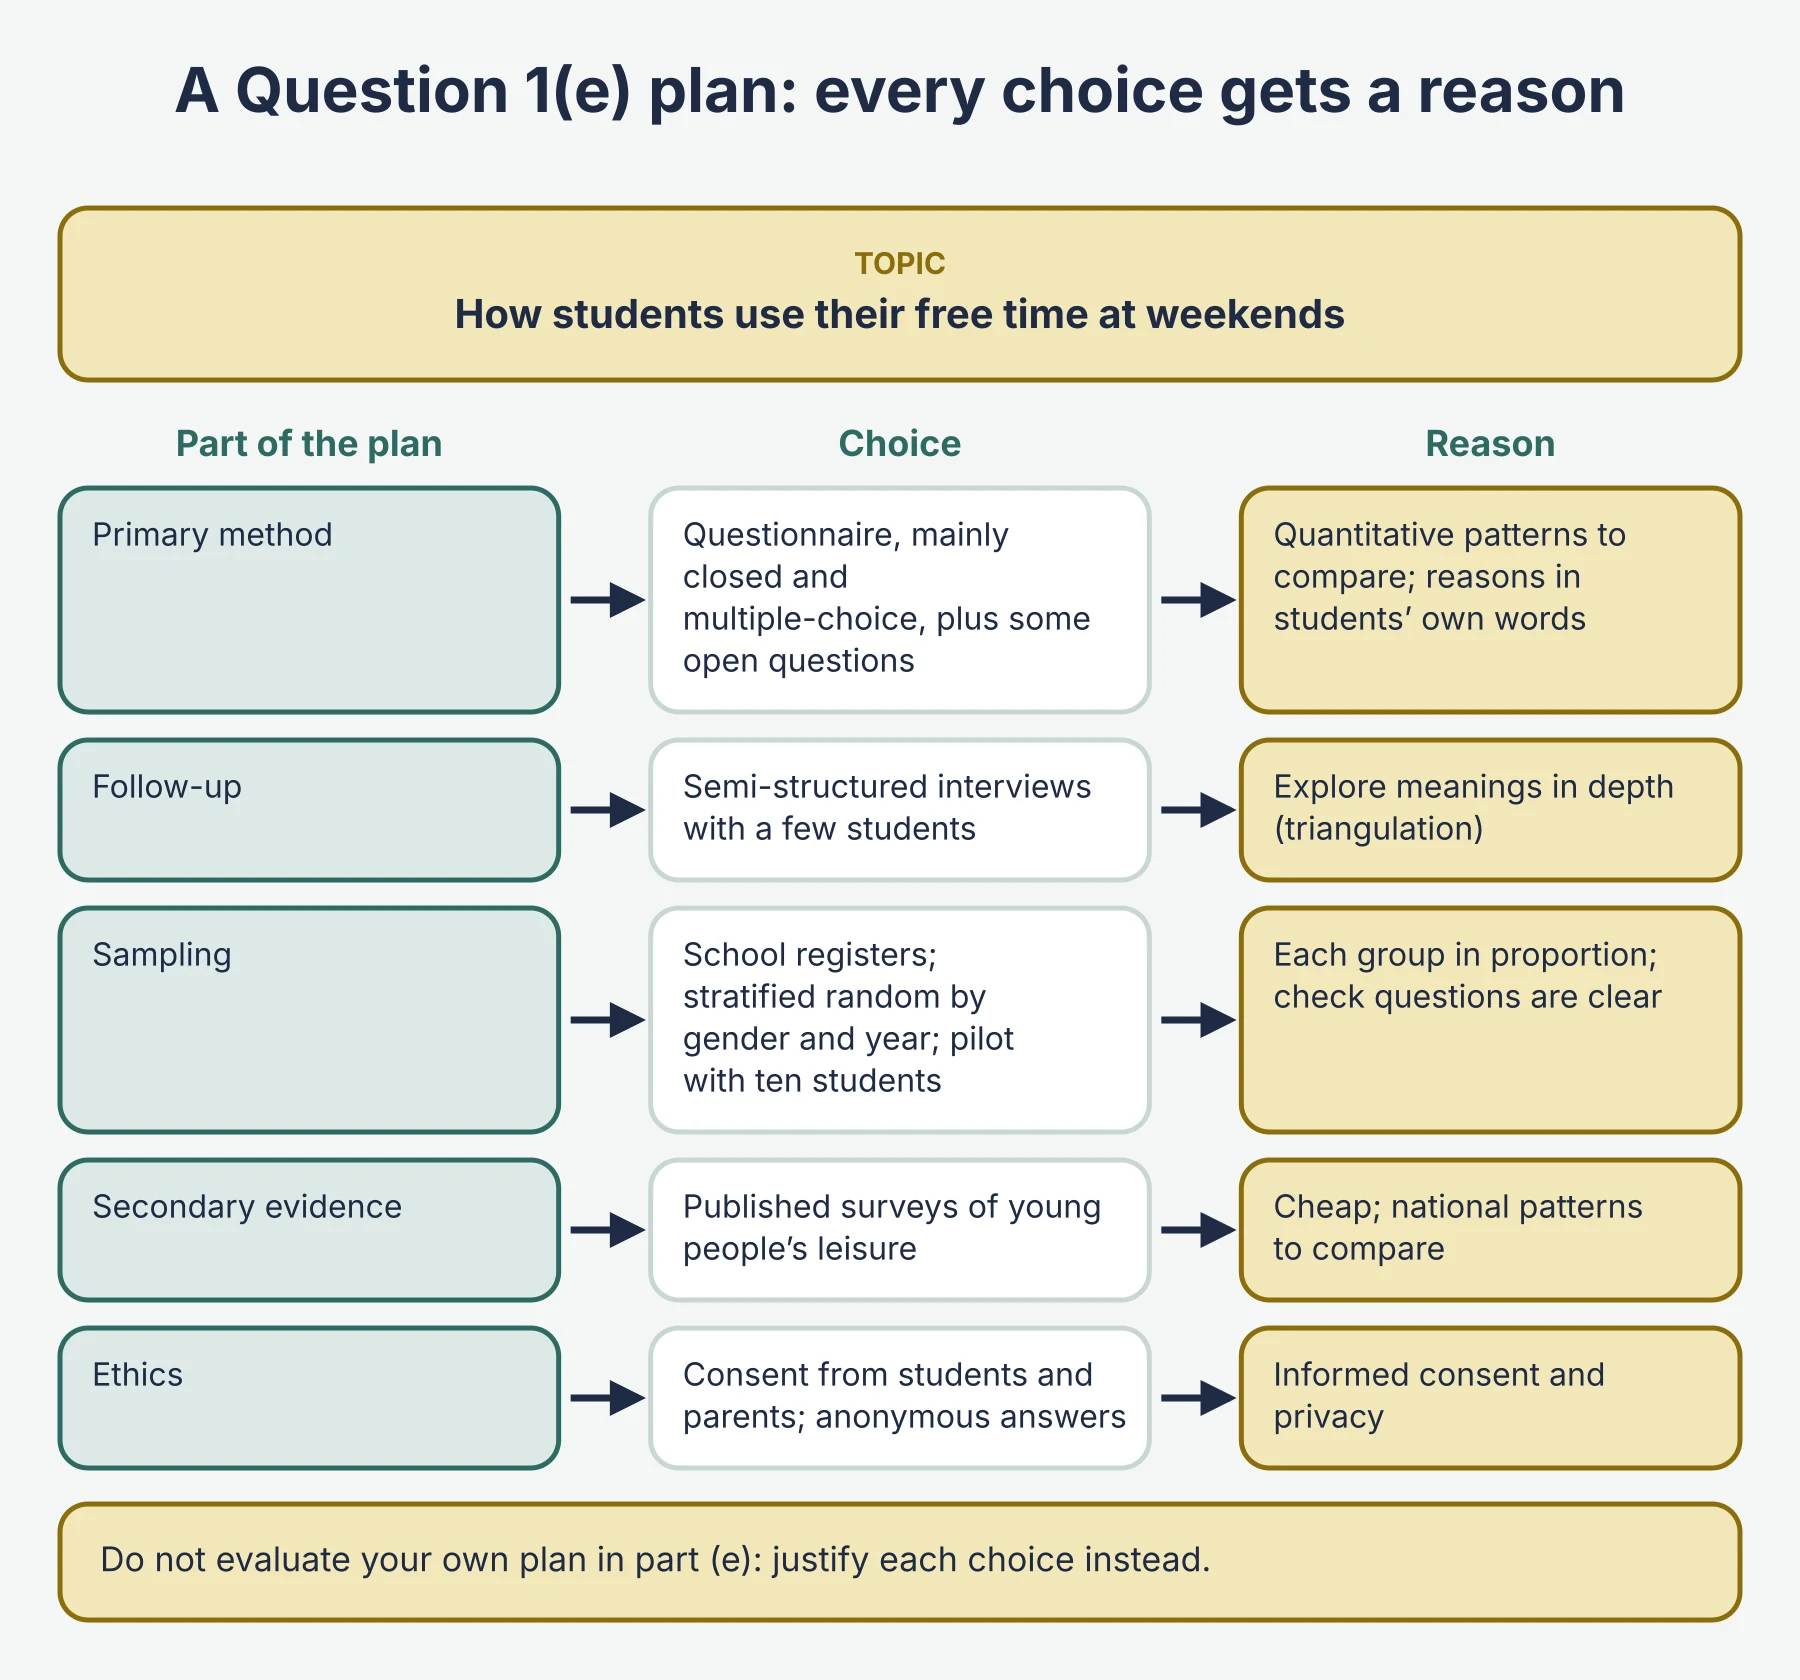 A Question 1(e) plan: every choice gets a reason
TOPIC
How students use their free time at weekends
Part of the plan
Choice
Reason
Primary method
Questionnaire, mainly
closed and
multiple-choice, plus some
open questions
Quantitative patterns to
compare; reasons in
students’ own words
Follow-up
Semi-structured interviews
with a few students
Explore meanings in depth
(triangulation)
Sampling
School registers;
stratified random by
gender and year; pilot
with ten students
Each group in proportion;
check questions are clear
Secondary evidence
Published surveys of young
people’s leisure
Cheap; national patterns
to compare
Ethics
Consent from students and
parents; anonymous answers
Informed consent and
privacy
Do not evaluate your own plan in part (e): justify each choice instead.